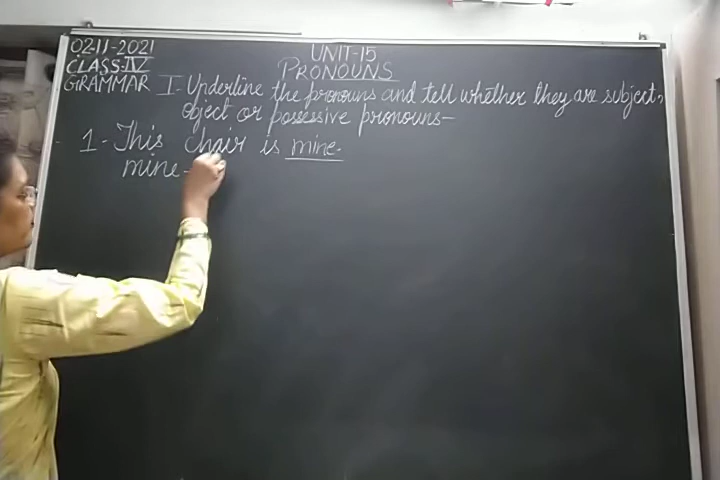 02-11-2021
UNIT-15
CLASS-IV
PRONOUNS
GRAMMAR I- Underline the pronouns and tell whether they are subject,
object or possessive pronouns-
1- This Chair is mine.
mine-